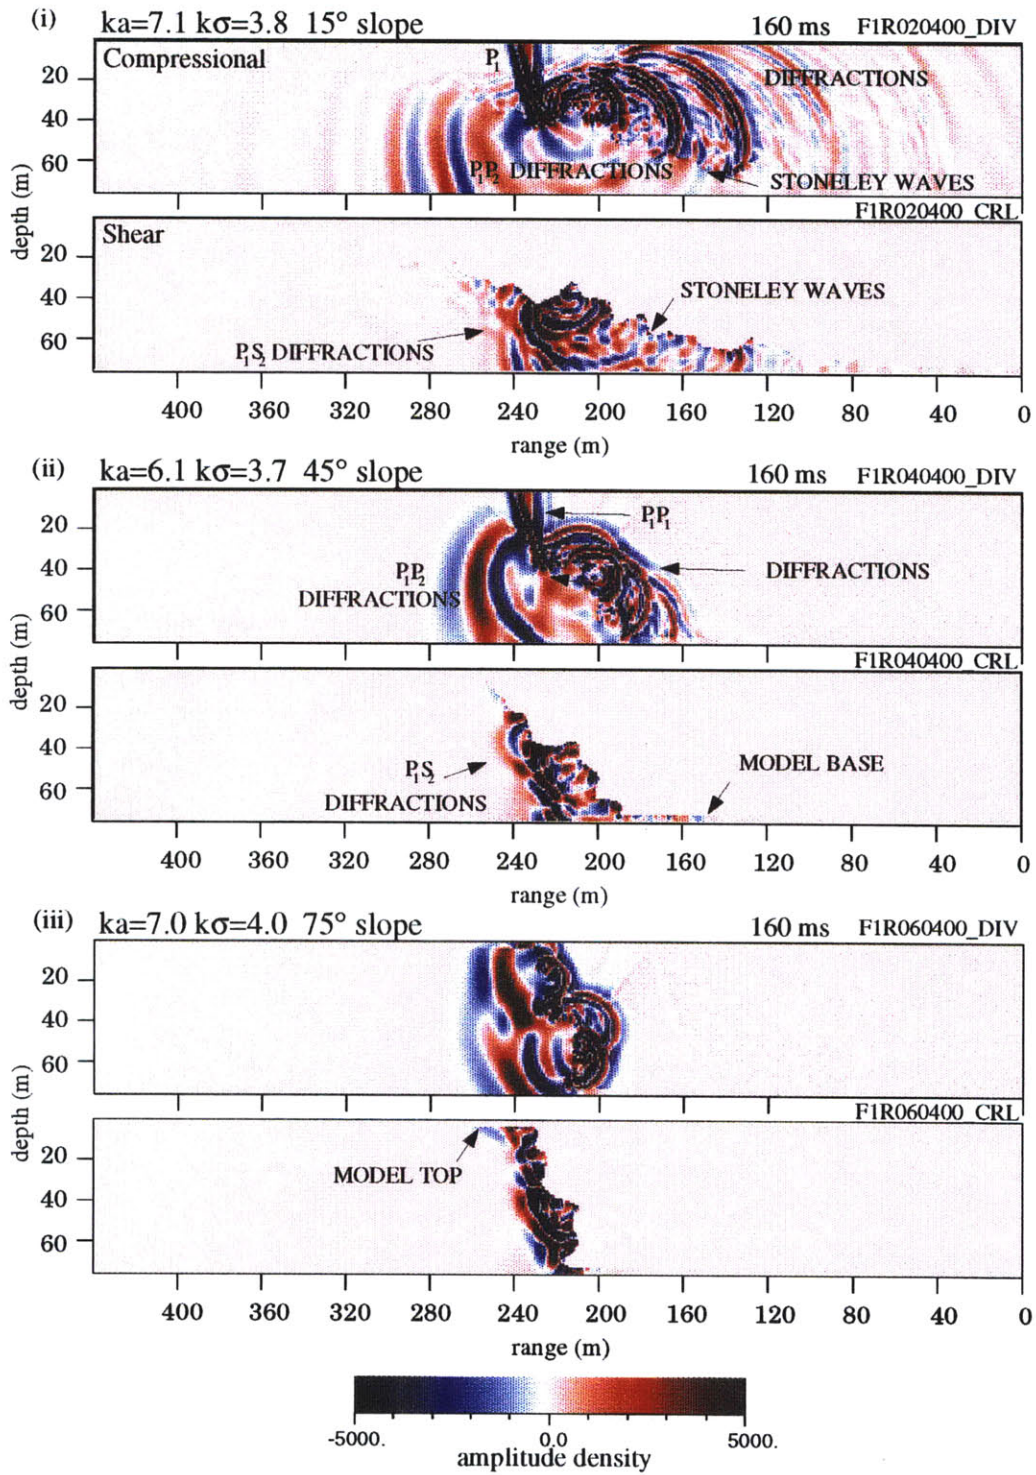 (i) ka=7.1 kσ=3.8 15° slope 160 ms F1R020400_DIV
Compressional
P₁
DIFFRACTIONS
P₁P₂ DIFFRACTIONS
STONELEY WAVES
20
40
60
depth (m)
F1R020400_CRL
Shear
STONELEY WAVES
P₁S₂ DIFFRACTIONS
20
40
60
400 360 320 280 240 200 160 120 80 40 0
range (m)
(ii) ka=6.1 kσ=3.7 45° slope 160 ms F1R040400_DIV
P₁P₁
P₁P₂
DIFFRACTIONS
DIFFRACTIONS
20
40
60
depth (m)
F1R040400_CRL
P₁S₂
DIFFRACTIONS
MODEL BASE
20
40
60
400 360 320 280 240 200 160 120 80 40 0
range (m)
(iii) ka=7.0 kσ=4.0 75° slope 160 ms F1R060400_DIV
20
40
60
depth (m)
F1R060400_CRL
MODEL TOP
20
40
60
400 360 320 280 240 200 160 120 80 40 0
range (m)
-5000. 0.0 5000.
amplitude density